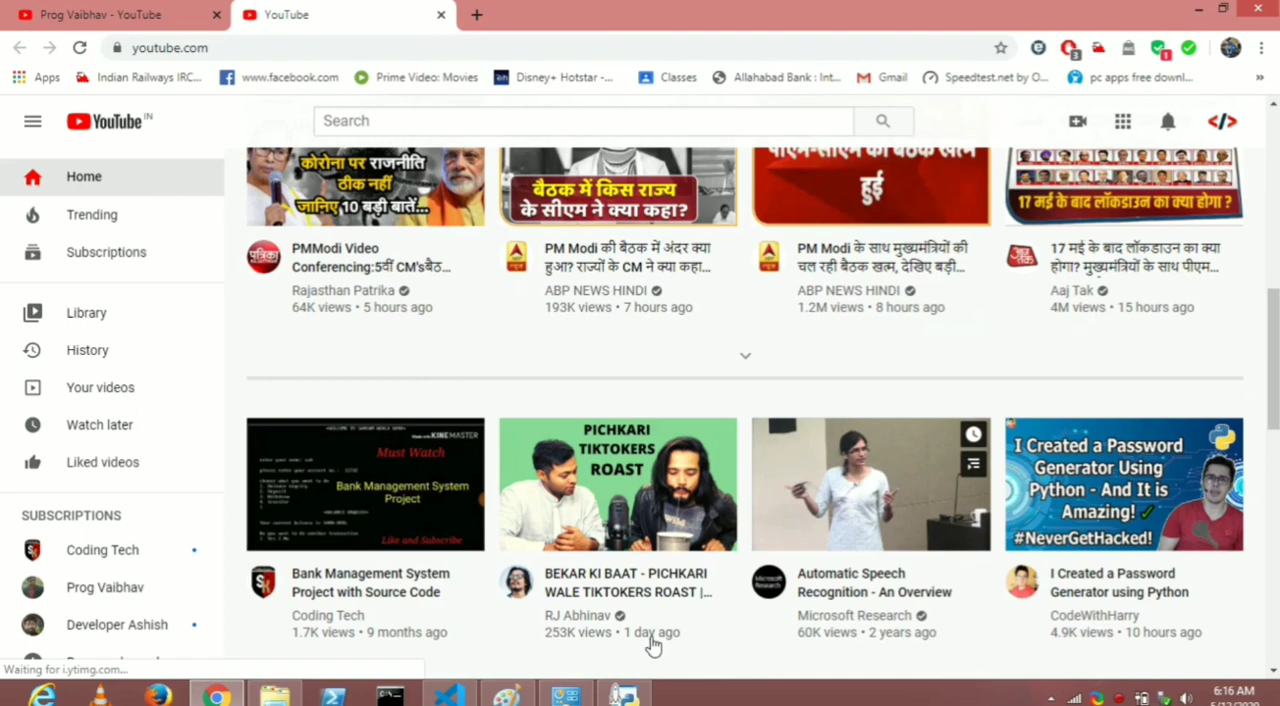 Prog Vaibhav - YouTube
YouTube
youtube.com
Apps
Indian Railways IRC...
www.facebook.com
Prime Video: Movies
Disney+ Hotstar -...
Classes
Allahabad Bank : Int...
Gmail
Speedtest.net by O...
pc apps free downl...
YouTube IN
Search
Home
Trending
Subscriptions
Library
History
Your videos
Watch later
Liked videos
SUBSCRIPTIONS
Coding Tech
Prog Vaibhav
Developer Ashish
कोरोना पर राजनीति
ठीक नहीं
जानिए 10 बड़ी बातें...
बैठक में किस राज्य
के सीएम ने क्या कहा?
हुई
17 मई के बाद लॉकडाउन का क्या होगा ?
PMModi Video
Conferencing:5वीं CM'sबैठ...
Rajasthan Patrika
64K views • 5 hours ago
PM Modi की बैठक में अंदर क्या
हुआ? राज्यों के CM ने क्या कहा...
ABP NEWS HINDI
193K views • 7 hours ago
PM Modi के साथ मुख्यमंत्रियों की
चल रही बैठक खत्म, देखिए बड़ी...
ABP NEWS HINDI
1.2M views • 8 hours ago
17 मई के बाद लॉकडाउन का क्या
होगा? मुख्यमंत्रियों के साथ पीएम...
Aaj Tak
4M views • 15 hours ago
Made with KINEMASTER
Must Watch
Bank Management System
Project
Like and Subscribe
PICHKARI
TIKTOKERS
ROAST
I Created a Password
Generator Using
Python - And It is
Amazing!
#NeverGetHacked!
Bank Management System
Project with Source Code
Coding Tech
1.7K views • 9 months ago
BEKAR KI BAAT - PICHKARI
WALE TIKTOKERS ROAST |...
RJ Abhinav
253K views • 1 day ago
Microsoft
Research
Automatic Speech
Recognition - An Overview
Microsoft Research
60K views • 2 years ago
I Created a Password
Generator using Python
CodeWithHarry
4.9K views • 10 hours ago
Waiting for i.ytimg.com...
6:16 AM